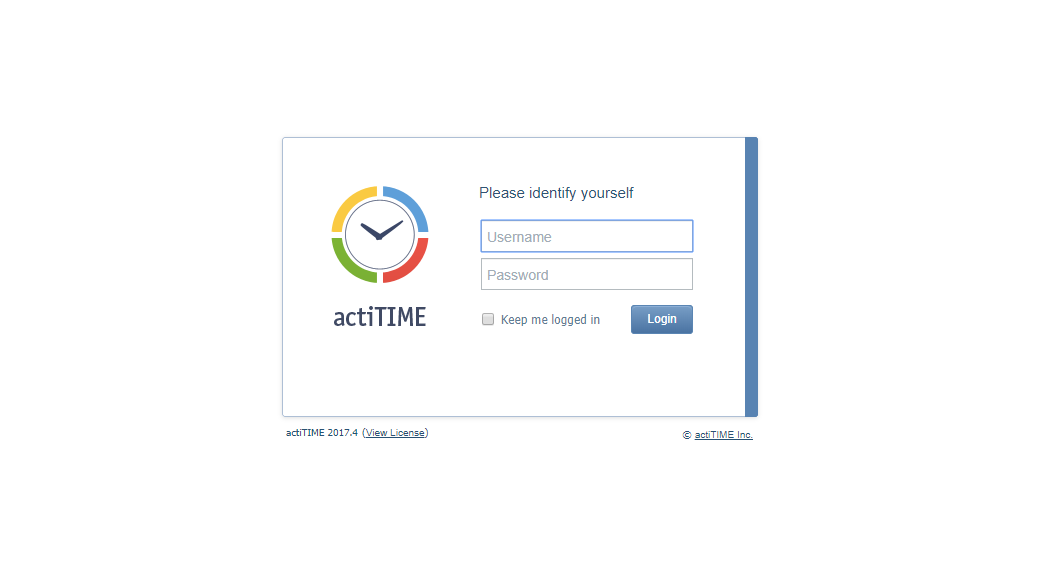 Please identify yourself
Username
Password
actiTIME
Keep me logged in
Login
actiTIME 2017.4 (View License)
© actiTIME Inc.